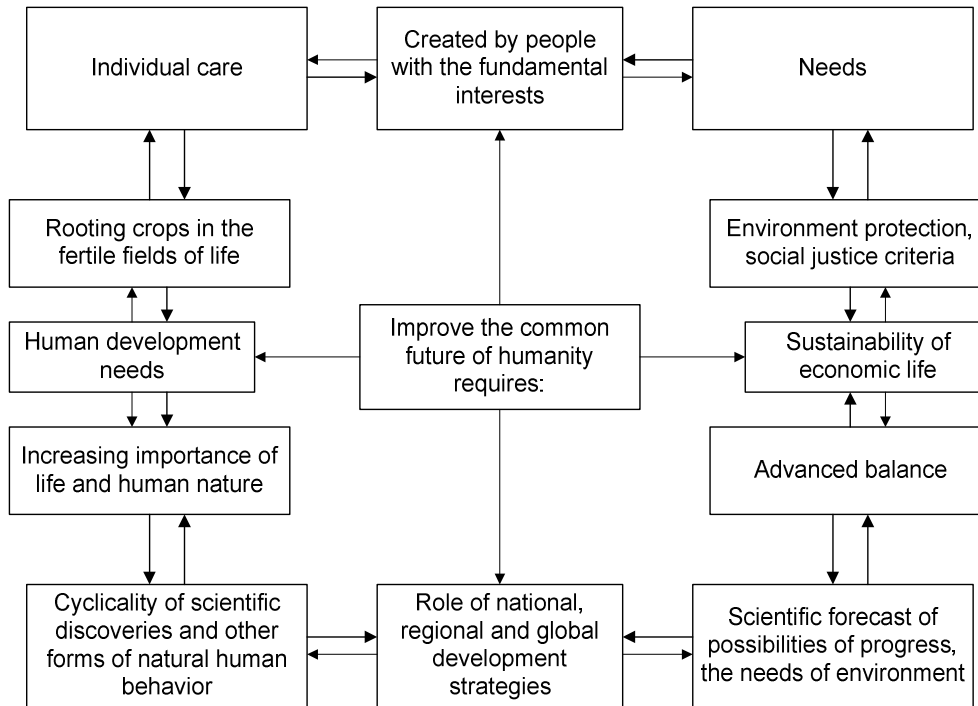 Individual care
Created by people
with the fundamental
interests
Needs
Rooting crops in the
fertile fields of life
Environment protection,
social justice criteria
Human development
needs
Improve the common
future of humanity
requires:
Sustainability of
economic life
Increasing importance of
life and human nature
Advanced balance
Cyclicality of scientific
discoveries and other
forms of natural human
behavior
Role of national,
regional and global
development
strategies
Scientific forecast of
possibilities of progress,
the needs of environment